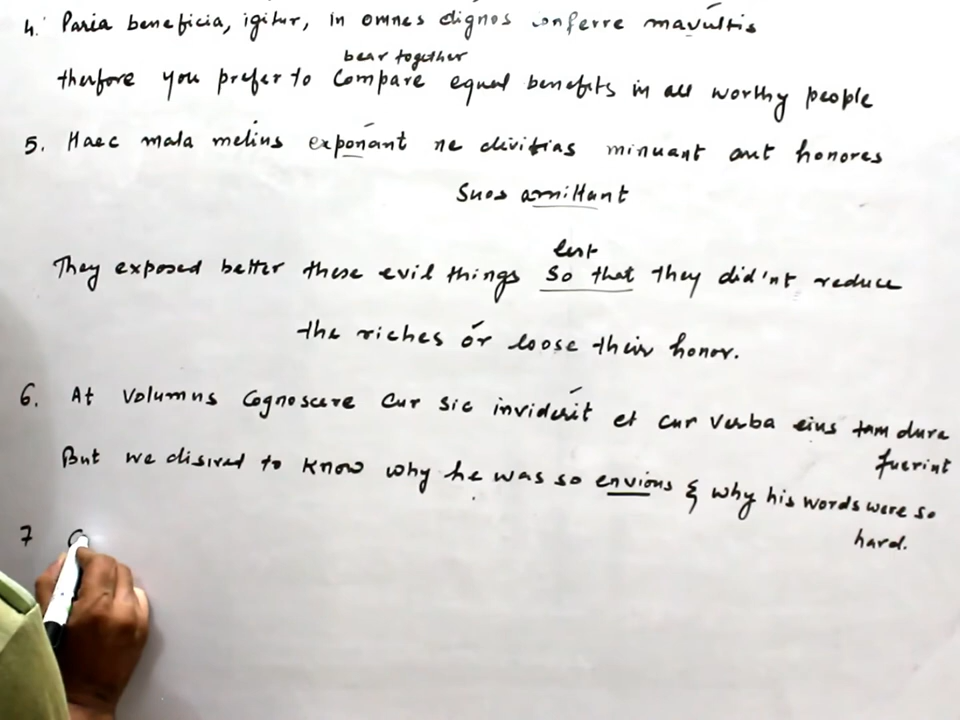 4. Paria beneficia, igitur, in omnes dignos conferre mavultis
bear together
therfore you prefer to Compare equal benefits in all worthy people
5. Haec mala melius exponant ne divitias minuant aut honores
Suos amittant
lest
They exposed better these evil things So that they did'nt reduce
the riches or loose their honor.
6. At Volumus Cognoscere Cur sic inviderit et cur Verba eius tam dura
fuerint
But we disired to know why he was so envious & why his words were so
hard.
7